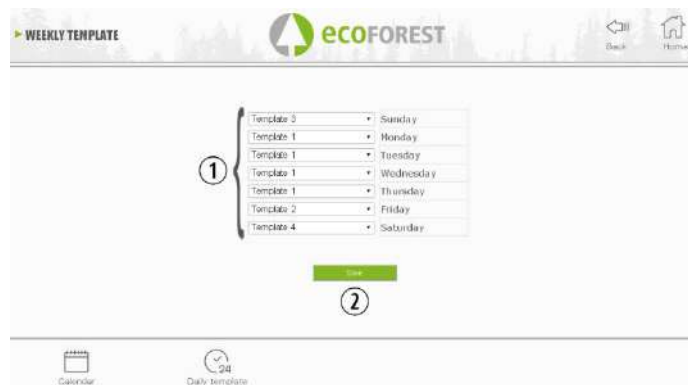 WEEKLY TEMPLATE
ecoFOREST
Back
Home
Template 3 Sunday
Template 1 Monday
Template 1 Tuesday
1
Template 1 Wednesday
Template 1 Thursday
Template 2 Friday
Template 4 Saturday
Save
2
24
Calendar
Daily template